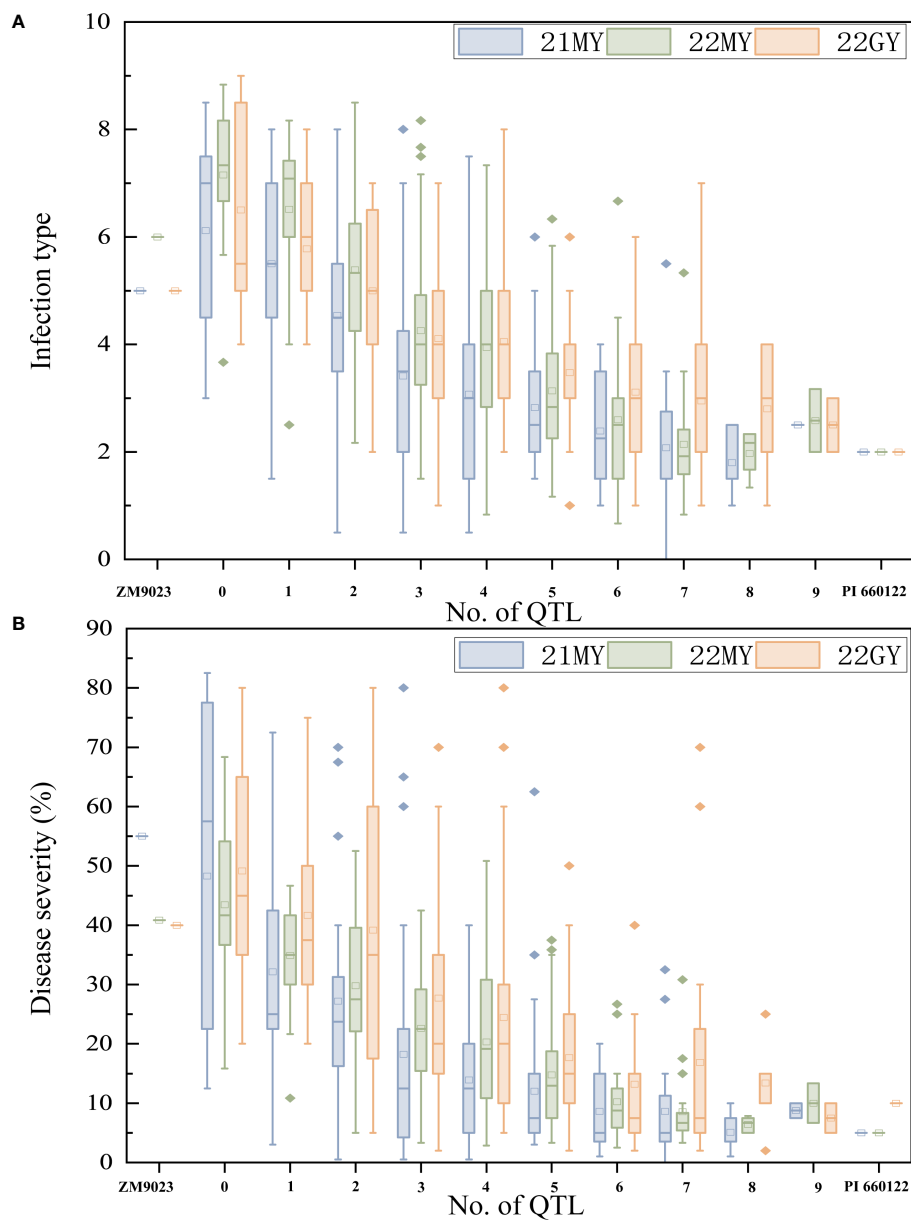 A
10
8
6
4
2
0
Infection type
21MY 22MY 22GY
ZM9023 0 1 2 3 4 5 6 7 8 9 PI 660122
No. of QTL
B
90
80
70
60
50
40
30
20
10
0
Disease severity (%)
21MY 22MY 22GY
ZM9023 0 1 2 3 4 5 6 7 8 9 PI 660122
No. of QTL